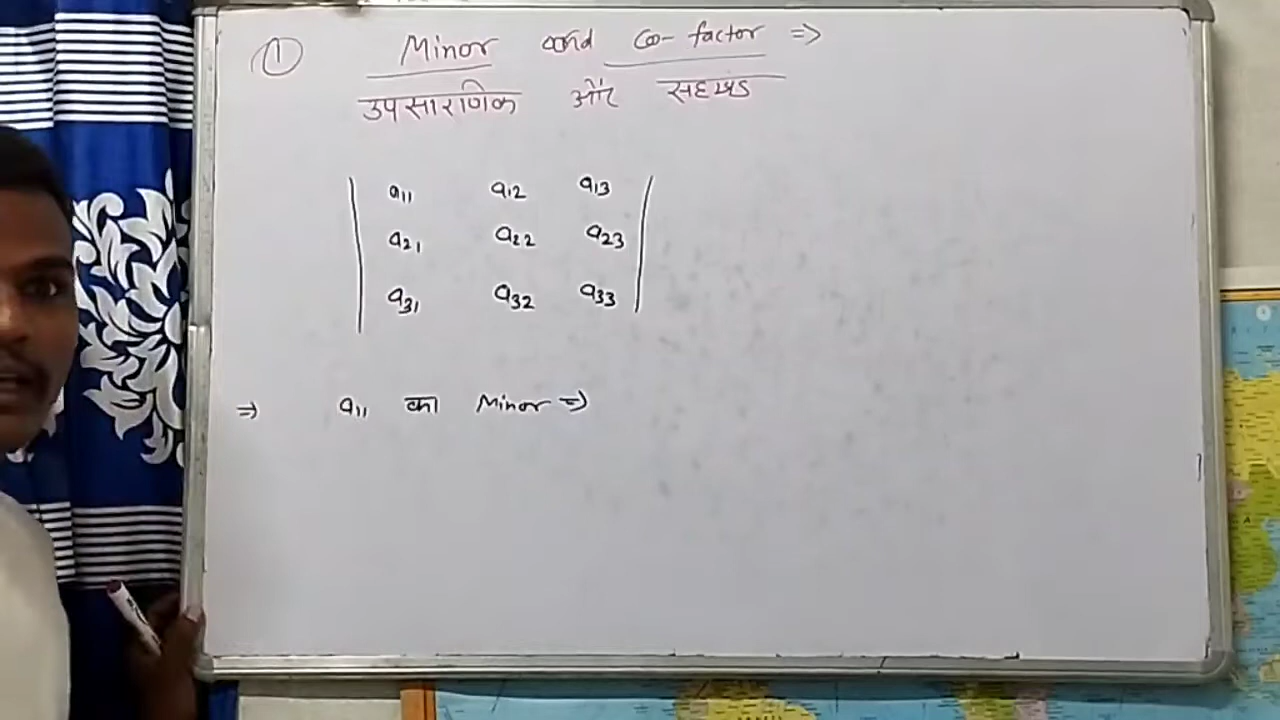 ① Minor and co-factor ⇒
उपसारणिक और सहखंड
a11 a12 a13
a21 a22 a23
a31 a32 a33
⇒ a11 का Minor ⇒